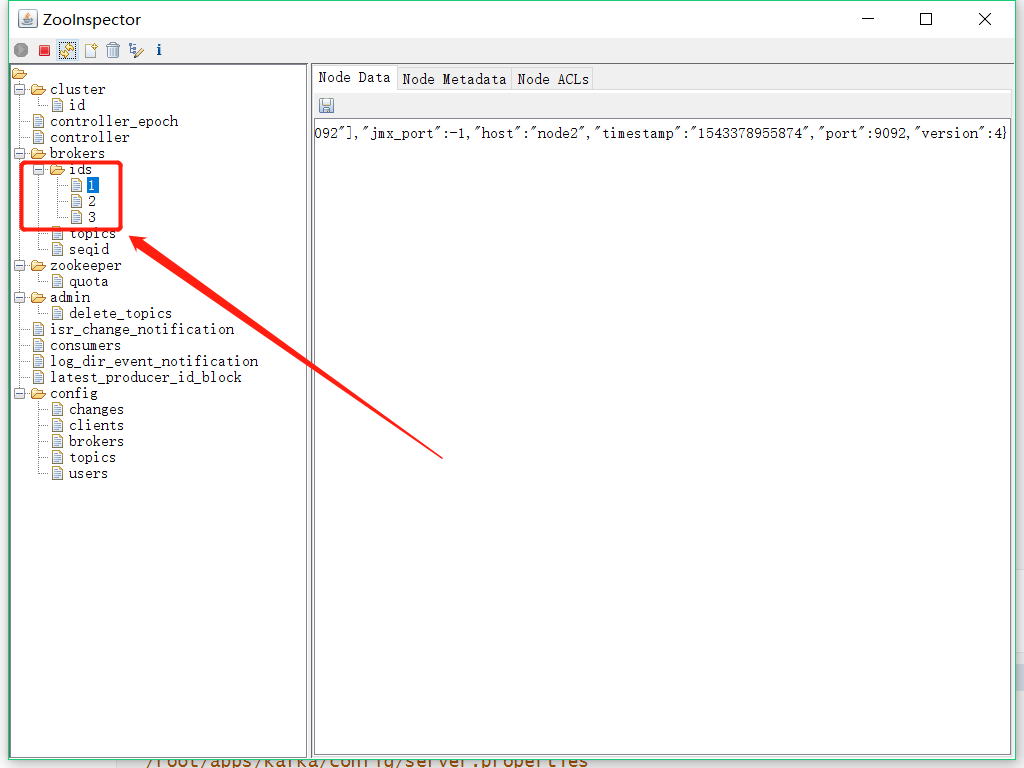 ZooInspector
cluster
id
controller_epoch
controller
brokers
ids
1
2
3
topics
seqid
zookeeper
quota
admin
delete_topics
isr_change_notification
consumers
log_dir_event_notification
latest_producer_id_block
config
changes
clients
brokers
topics
users
Node Data Node Metadata Node ACLs
092"],"jmx_port":-1,"host":"node2","timestamp":"1543378955874","port":9092,"version":4}
/root/apps/kafka/config/server.properties